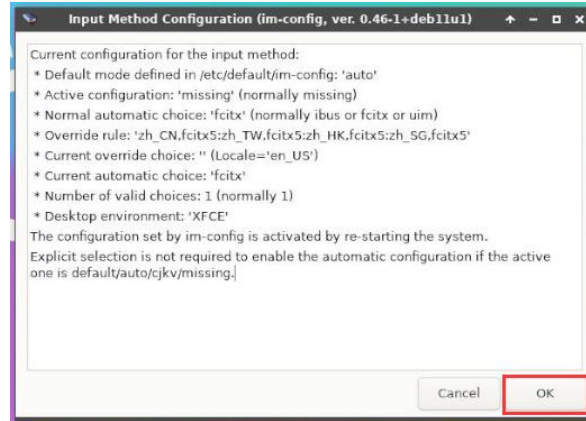 Input Method Configuration (im-config, ver. 0.46-1+deb11u1)
Current configuration for the input method:
* Default mode defined in /etc/default/im-config: 'auto'
* Active configuration: 'missing' (normally missing)
* Normal automatic choice: 'fcitx' (normally ibus or fcitx or uim)
* Override rule: 'zh_CN,fcitx5:zh_TW,fcitx5:zh_HK,fcitx5:zh_SG,fcitx5'
* Current override choice: '' (Locale='en_US')
* Current automatic choice: 'fcitx'
* Number of valid choices: 1 (normally 1)
* Desktop environment: 'XFCE'
The configuration set by im-config is activated by re-starting the system.
Explicit selection is not required to enable the automatic configuration if the active
one is default/auto/cjkv/missing.
Cancel OK